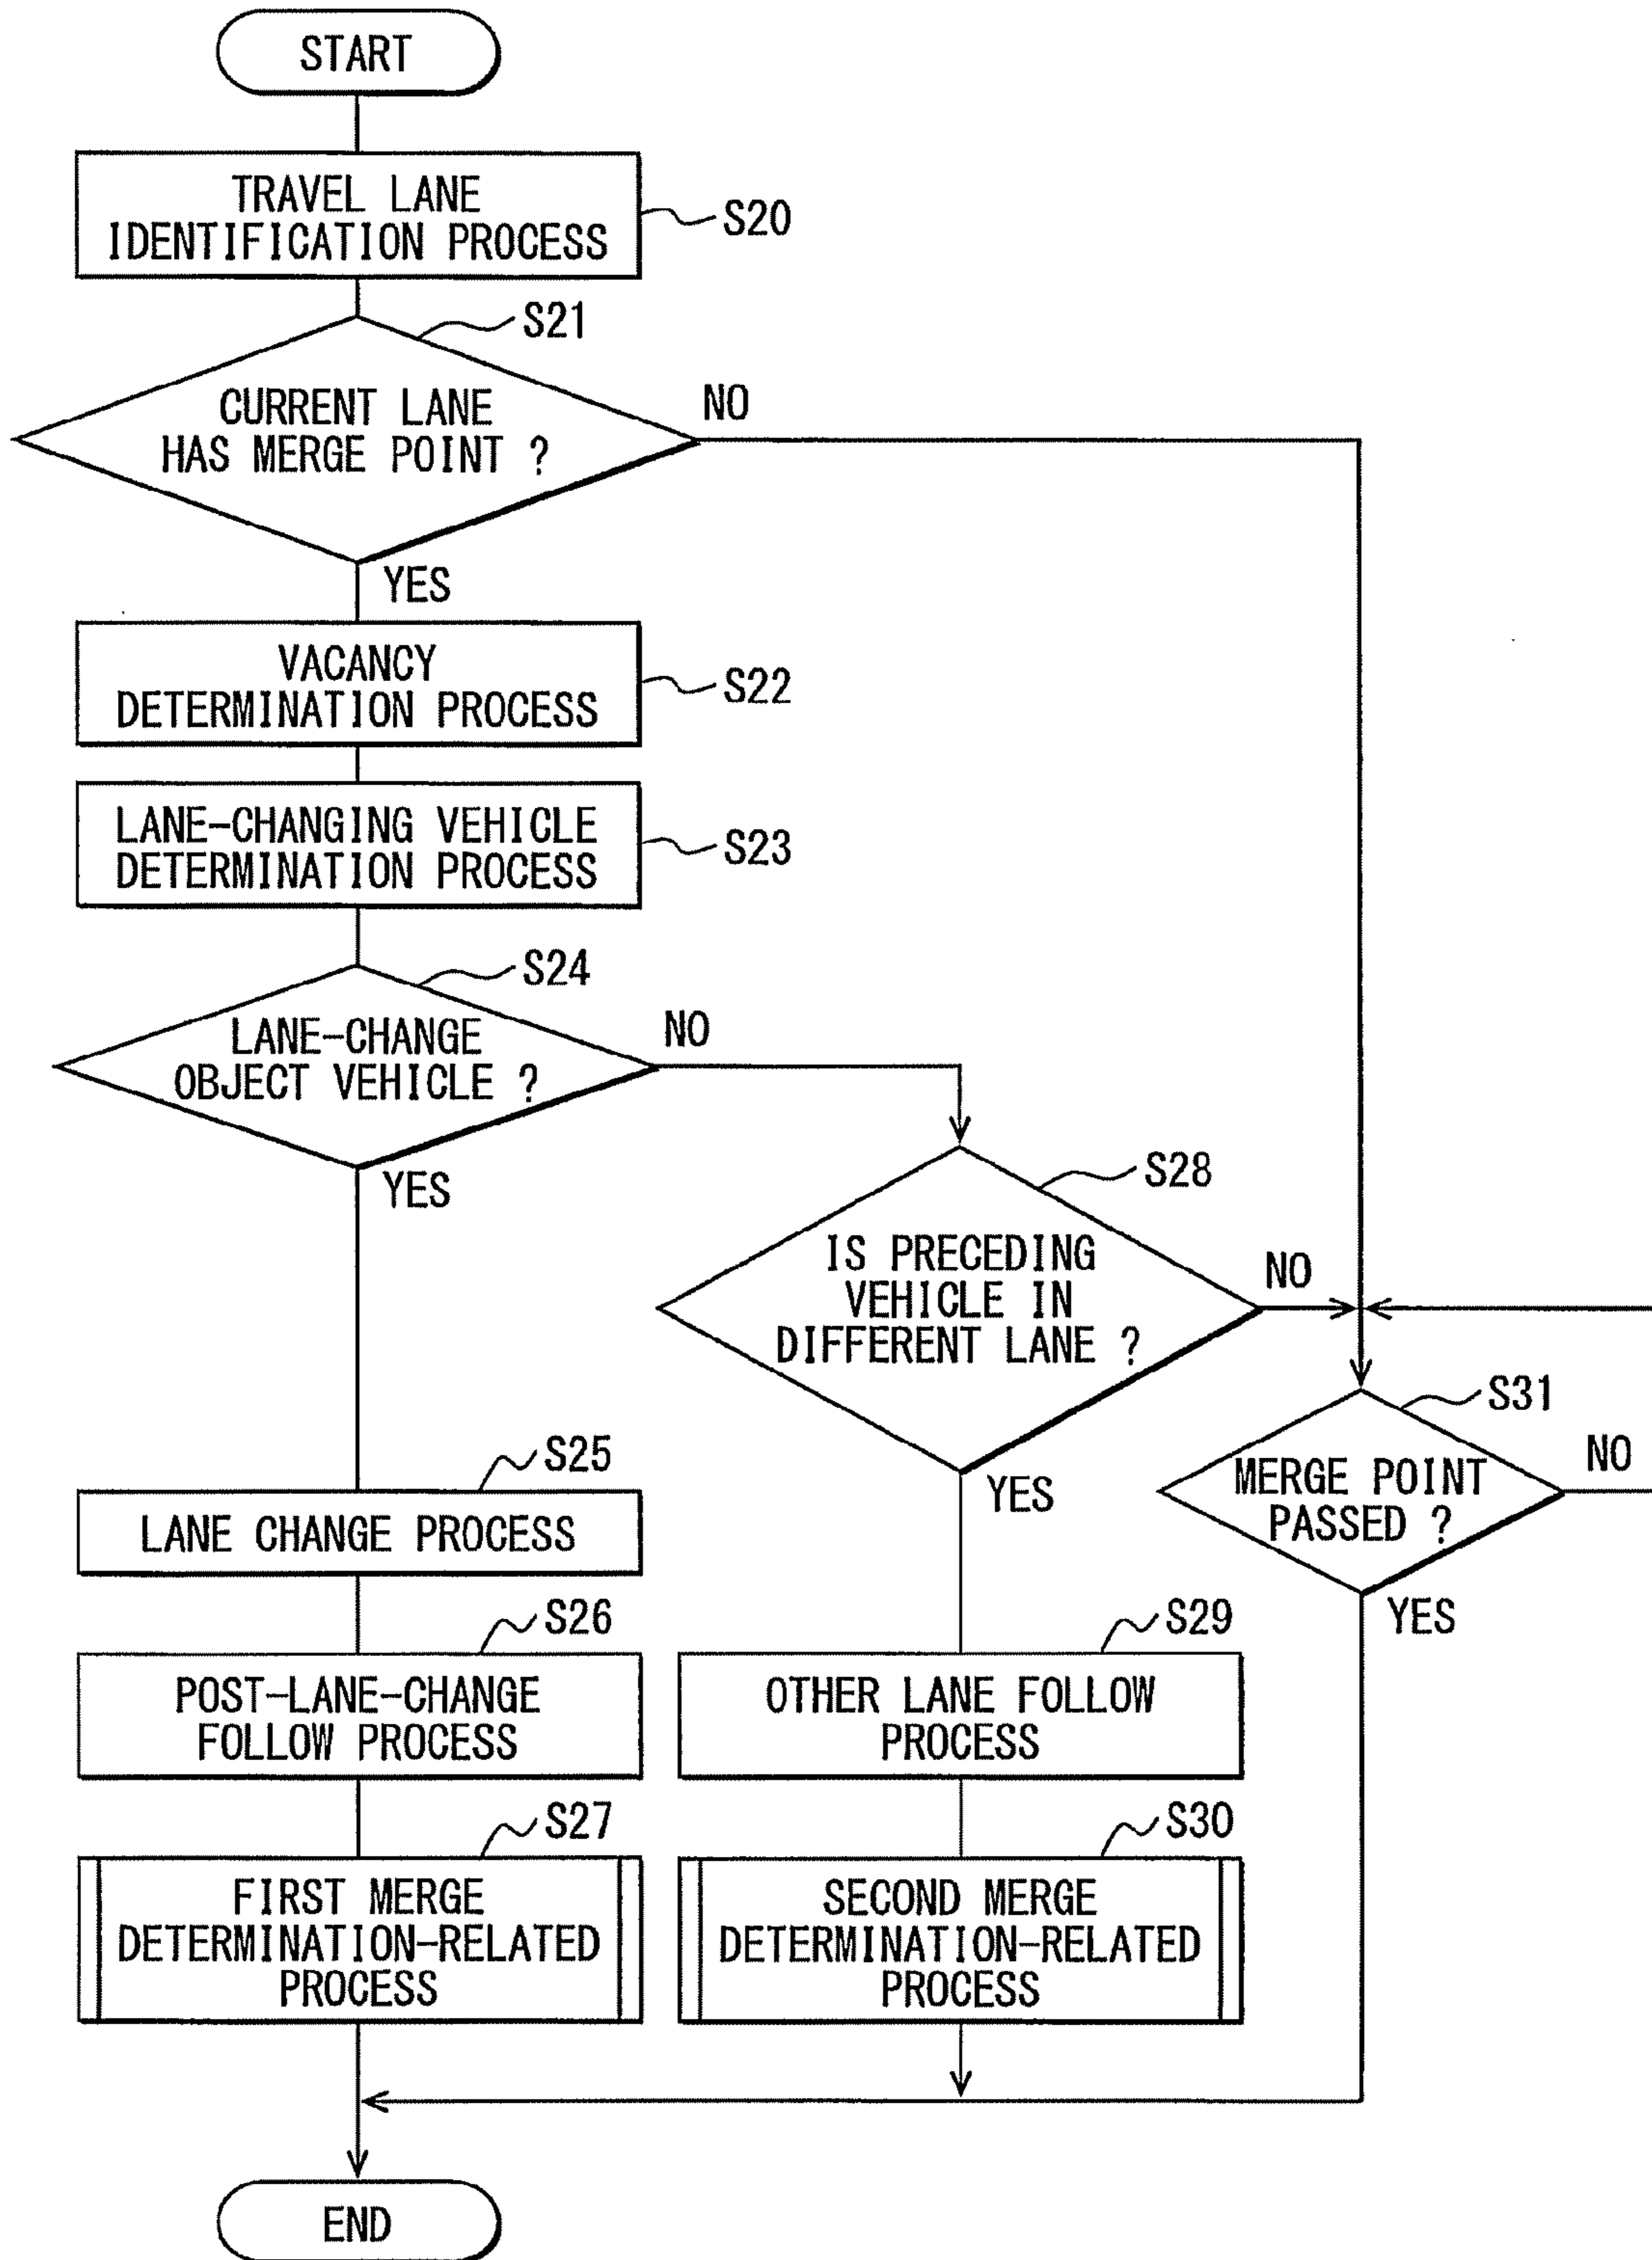 START
TRAVEL LANE
IDENTIFICATION PROCESS
S20
S21
CURRENT LANE
HAS MERGE POINT ?
NO
YES
VACANCY
DETERMINATION PROCESS
S22
LANE-CHANGING VEHICLE
DETERMINATION PROCESS
S23
S24
LANE-CHANGE
OBJECT VEHICLE ?
NO
YES
S28
IS PRECEDING
VEHICLE IN
DIFFERENT LANE ?
NO
YES
S31
MERGE POINT
PASSED ?
NO
YES
S25
LANE CHANGE PROCESS
S26
POST-LANE-CHANGE
FOLLOW PROCESS
S29
OTHER LANE FOLLOW
PROCESS
S27
FIRST MERGE
DETERMINATION-RELATED
PROCESS
S30
SECOND MERGE
DETERMINATION-RELATED
PROCESS
END